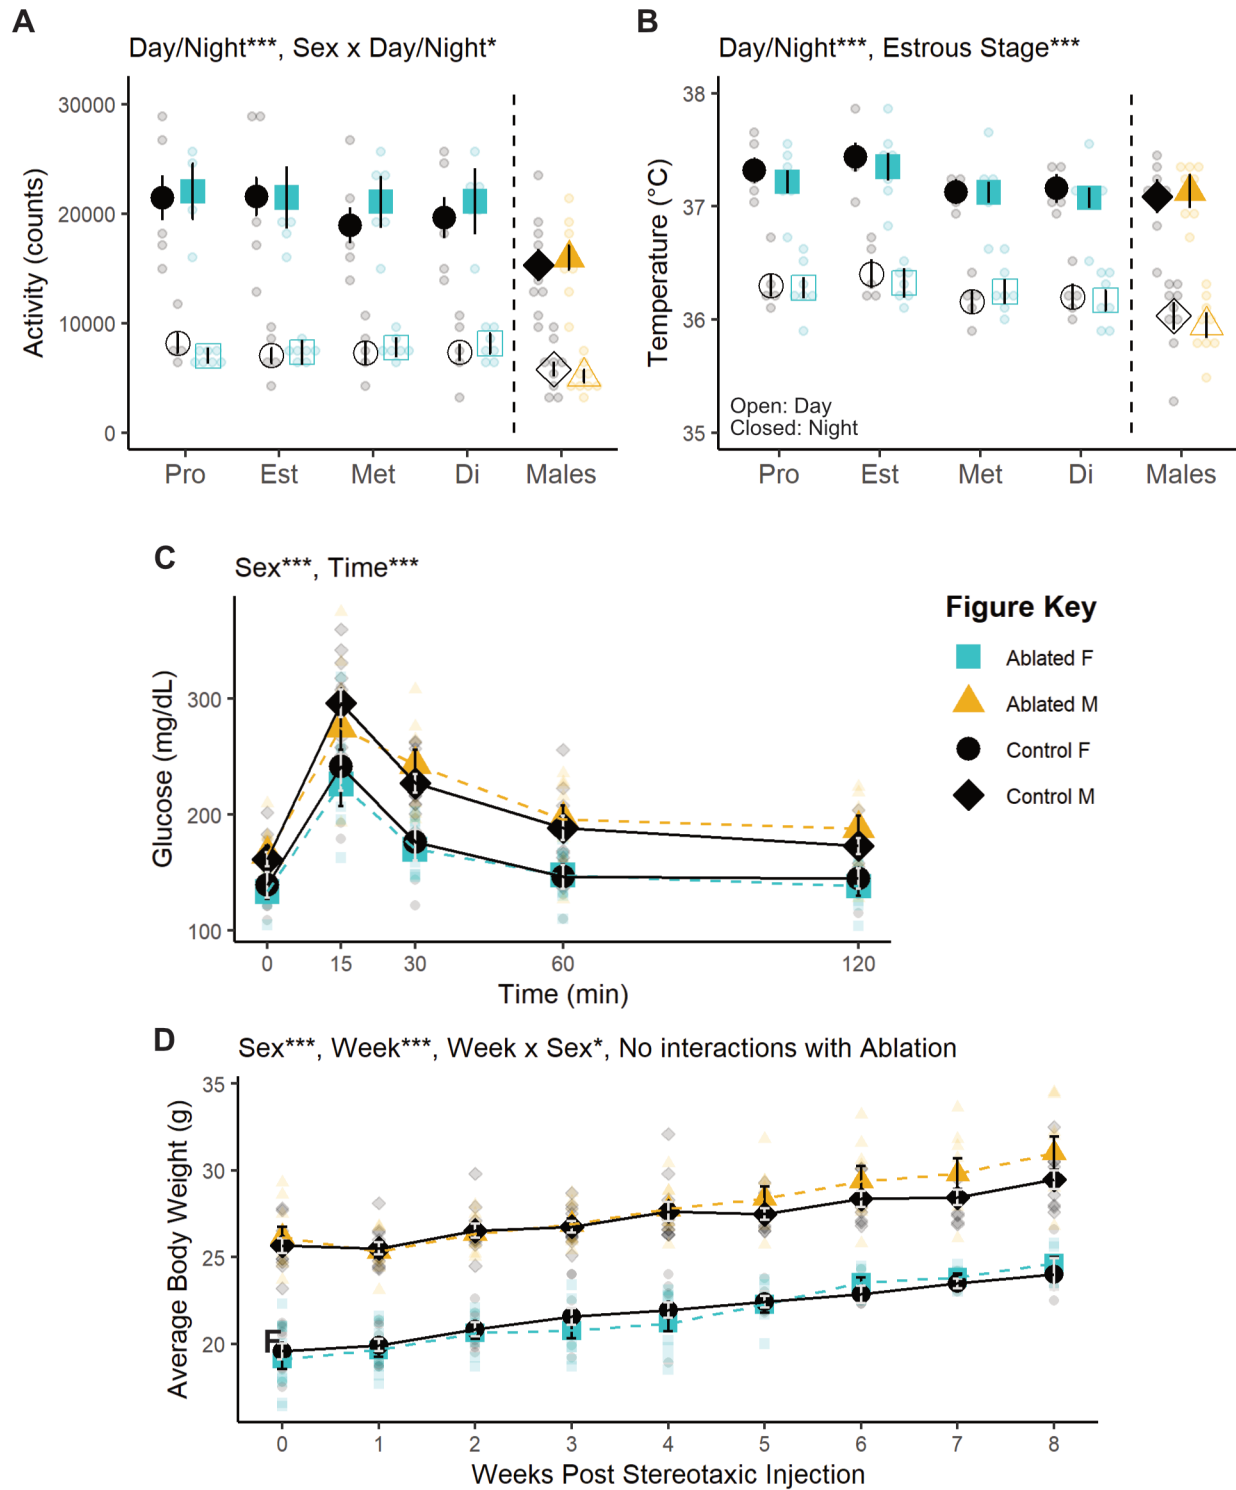 A
Day/Night***, Sex x Day/Night*
Activity (counts)
30000
20000
10000
0
Pro Est Met Di Males
B
Day/Night***, Estrous Stage***
Temperature (°C)
38
37
36
35
Open: Day
Closed: Night
Pro Est Met Di Males
C
Sex***, Time***
Glucose (mg/dL)
300
200
100
0 15 30 60 120
Time (min)
Figure Key
Ablated F
Ablated M
Control F
Control M
D
Sex***, Week***, Week x Sex*, No interactions with Ablation
Average Body Weight (g)
35
30
25
20
F
0 1 2 3 4 5 6 7 8
Weeks Post Stereotaxic Injection